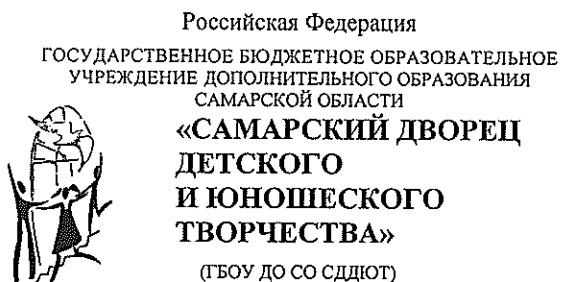 Российская Федерация
ГОСУДАРСТВЕННОЕ БЮДЖЕТНОЕ ОБРАЗОВАТЕЛЬНОЕ
УЧРЕЖДЕНИЕ ДОПОЛНИТЕЛЬНОГО ОБРАЗОВАНИЯ
САМАРСКОЙ ОБЛАСТИ
«САМАРСКИЙ ДВОРЕЦ
ДЕТСКОГО
И ЮНОШЕСКОГО
ТВОРЧЕСТВА»
(ГБОУ ДО СО СДДЮТ)